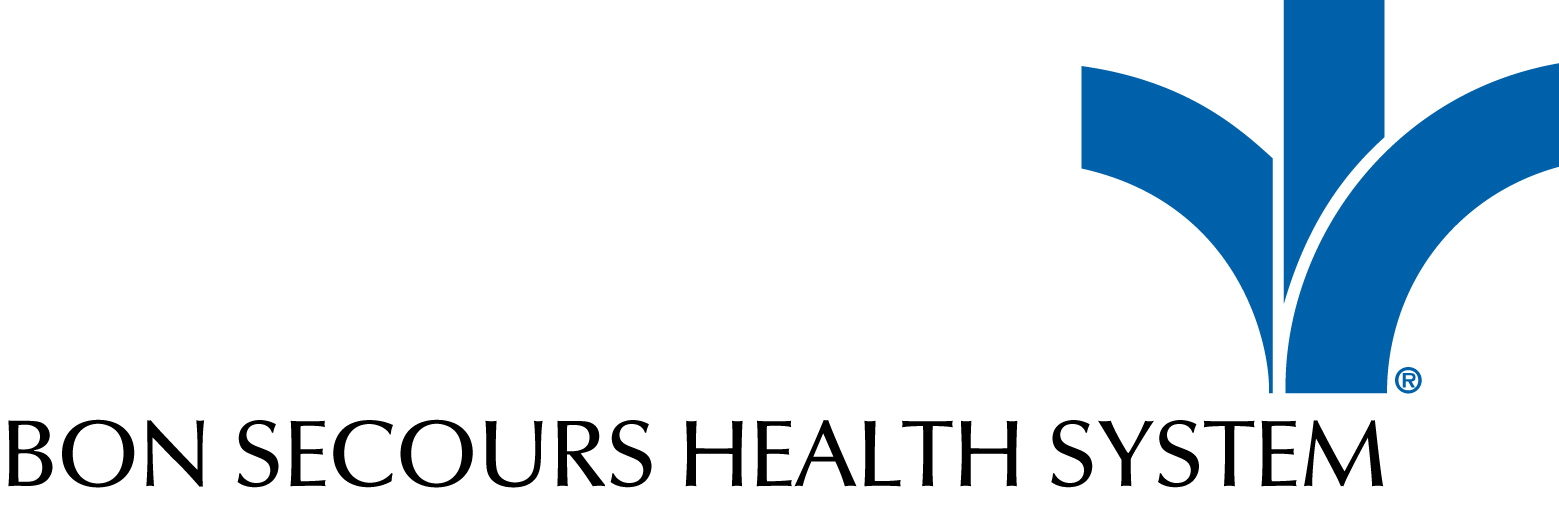 ®
BON SECOURS HEALTH SYSTEM